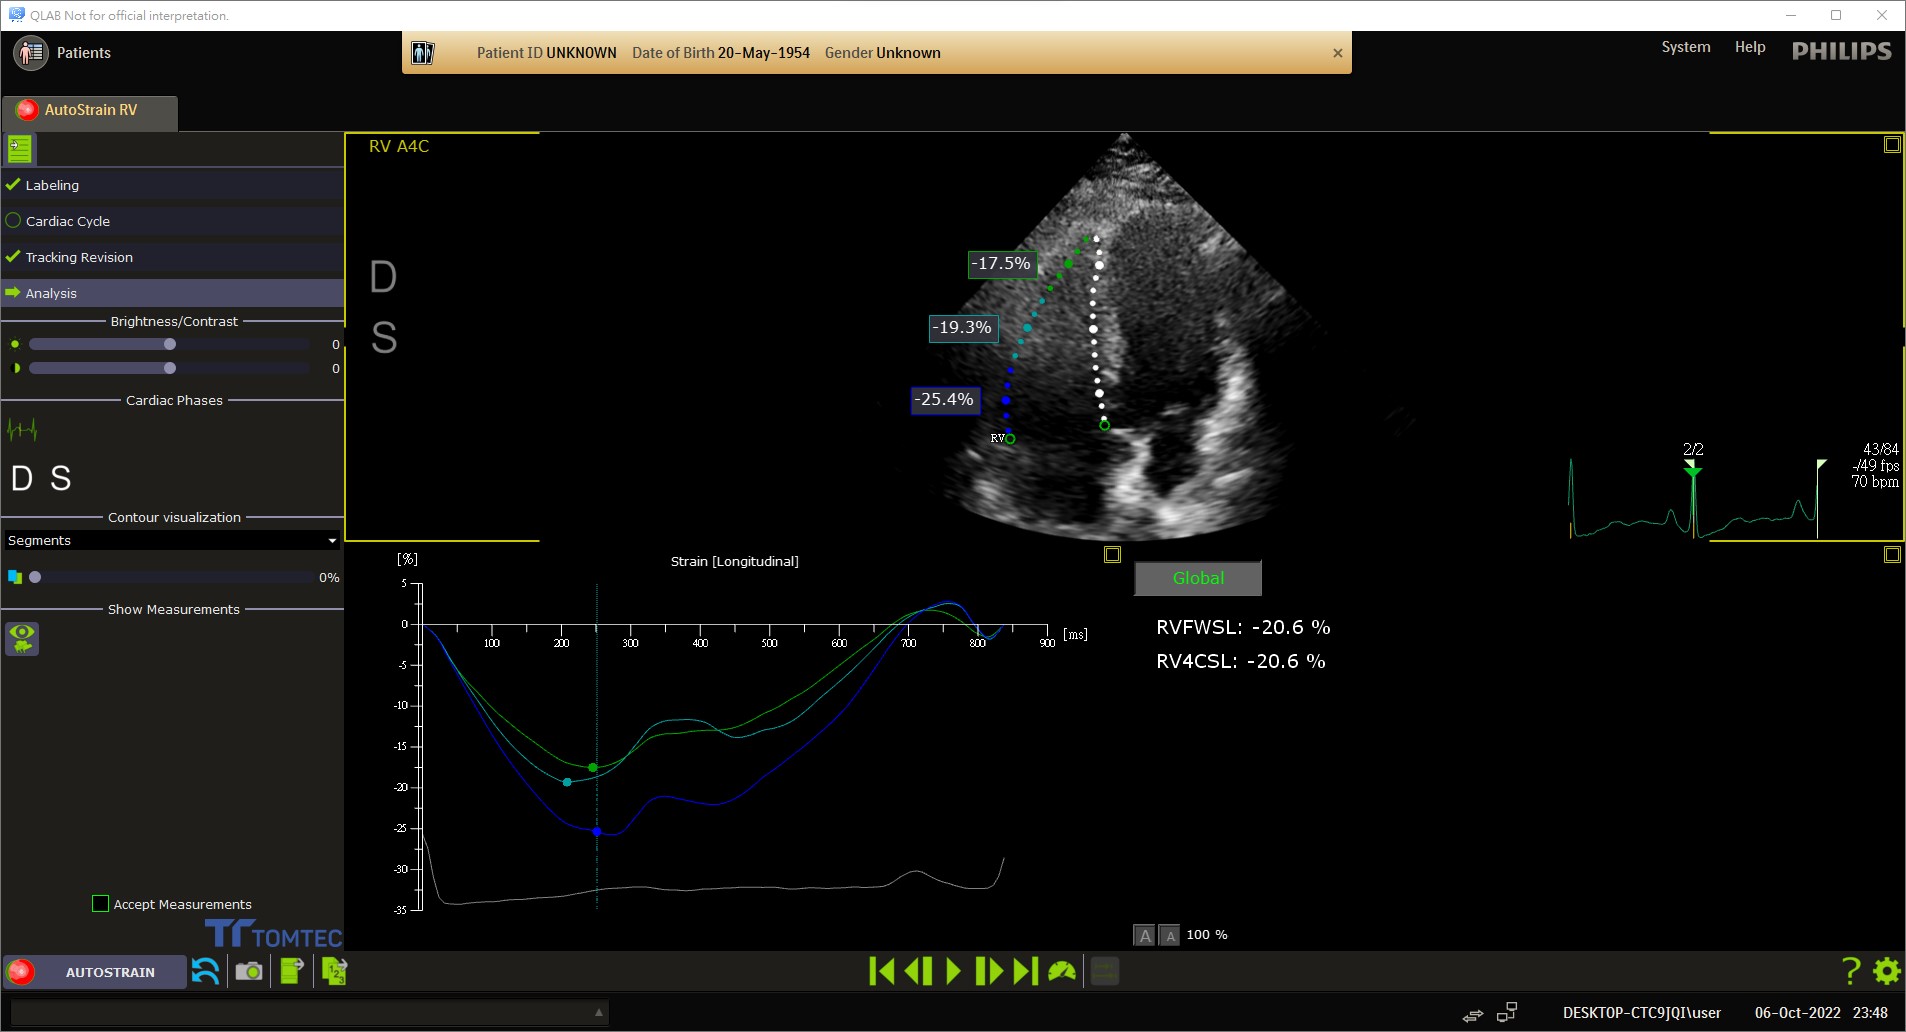 QLAB Not for official interpretation.
Patients
Patient ID UNKNOWN Date of Birth 20-May-1954 Gender Unknown
System Help PHILIPS
AutoStrain RV
Labeling
Cardiac Cycle
Tracking Revision
Analysis
Brightness/Contrast
0
0
Cardiac Phases
D S
Contour visualization
Segments
0%
Show Measurements
Accept Measurements
TOMTEC
RV A4C
D
S
-17.5%
-19.3%
-25.4%
RV
2/2
43/84
-/49 fps
70 bpm
[%]
Strain [Longitudinal]
5
0
-5
-10
-15
-20
-25
-30
-35
100 200 300 400 500 600 700 800 900 [ms]
Global
RVFWSL: -20.6 %
RV4CSL: -20.6 %
A A 100 %
AUTOSTRAIN
1 2 3
?
DESKTOP-CTC9JQI\user 06-Oct-2022 23:48